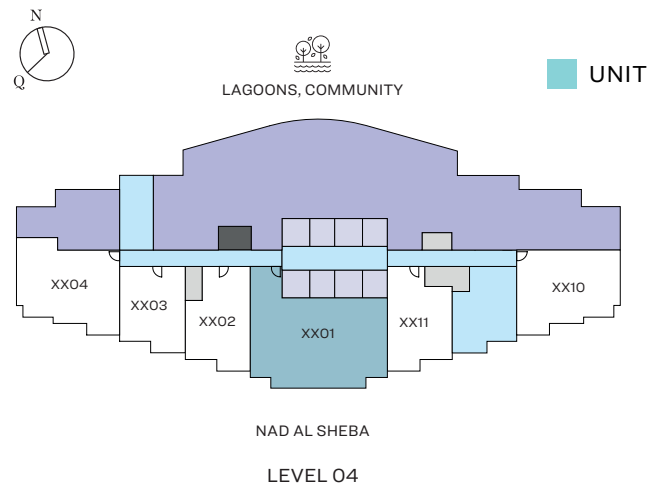 N
Q
LAGOONS, COMMUNITY
UNIT
XX04
XX03
XX02
XX01
XX11
XX10
NAD AL SHEBA
LEVEL 04